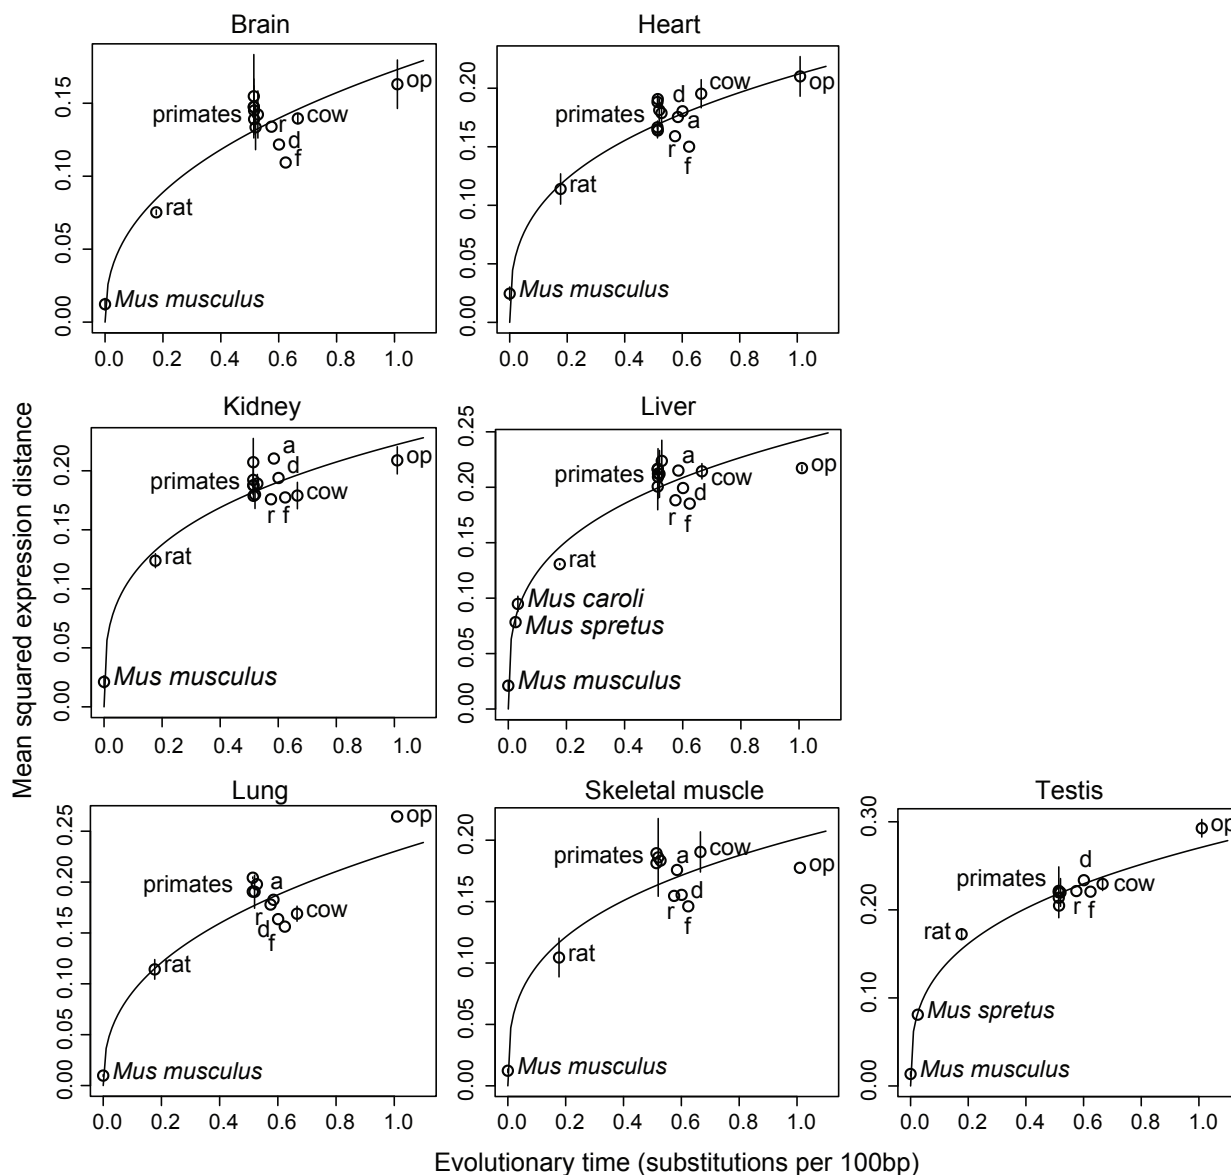 Brain
0.15
0.10
0.05
0.00
primates
r
d
f
cow
op
rat
Mus musculus
0.0 0.2 0.4 0.6 0.8 1.0
Heart
0.20
0.15
0.10
0.05
0.00
primates
d
a
r
f
cow
op
rat
Mus musculus
0.0 0.2 0.4 0.6 0.8 1.0
Mean squared expression distance
Kidney
0.20
0.15
0.10
0.05
0.00
primates
a
d
r f
cow
op
rat
Mus musculus
0.0 0.2 0.4 0.6 0.8 1.0
Liver
0.25
0.20
0.15
0.10
0.05
0.00
primates
a
cow
op
d
r
f
rat
Mus caroli
Mus spretus
Mus musculus
0.0 0.2 0.4 0.6 0.8 1.0
Lung
0.25
0.20
0.15
0.10
0.05
0.00
op
primates
a
cow
r
d
f
rat
Mus musculus
0.0 0.2 0.4 0.6 0.8 1.0
Skeletal muscle
0.20
0.15
0.10
0.05
0.00
primates
a
cow
op
d
r
f
rat
Mus musculus
0.0 0.2 0.4 0.6 0.8 1.0
Testis
0.30
0.20
0.10
0.00
op
d
primates
cow
r f
rat
Mus spretus
Mus musculus
0.0 0.2 0.4 0.6 0.8 1.0
Evolutionary time (substitutions per 100bp)